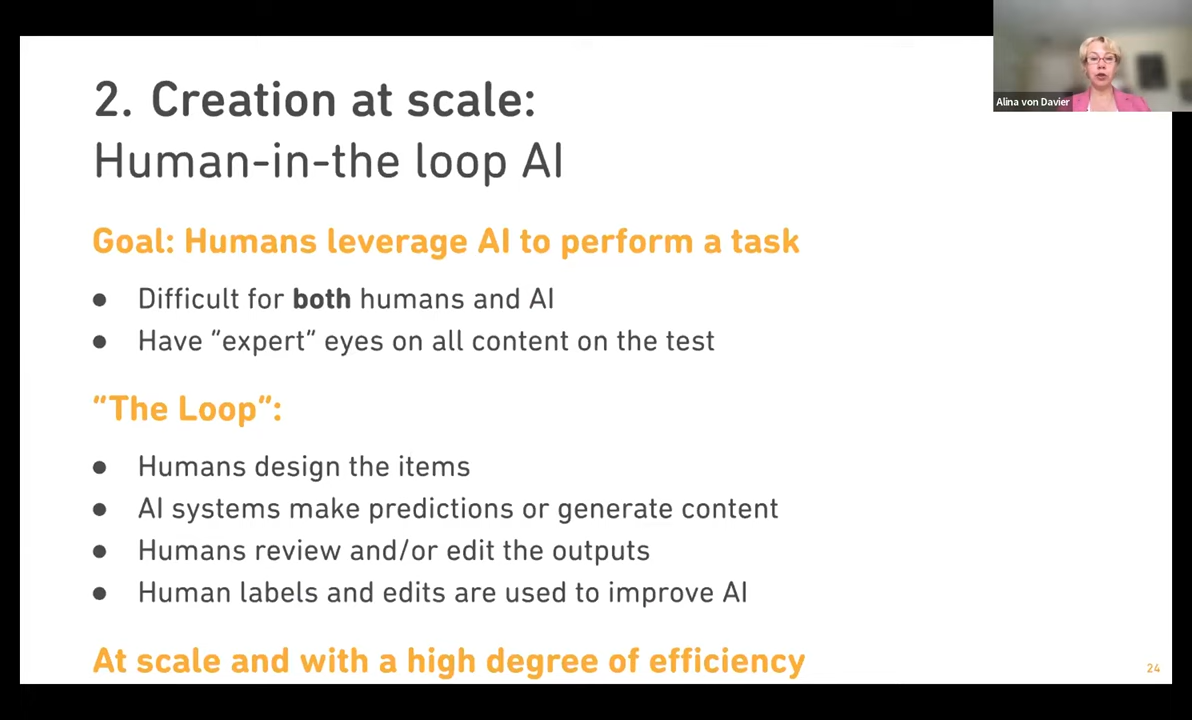 2. Creation at scale:
Human-in-the loop AI
Goal: Humans leverage AI to perform a task
● Difficult for both humans and AI
● Have "expert" eyes on all content on the test
"The Loop":
● Humans design the items
● AI systems make predictions or generate content
● Humans review and/or edit the outputs
● Human labels and edits are used to improve AI
At scale and with a high degree of efficiency
24
Alina von Davier